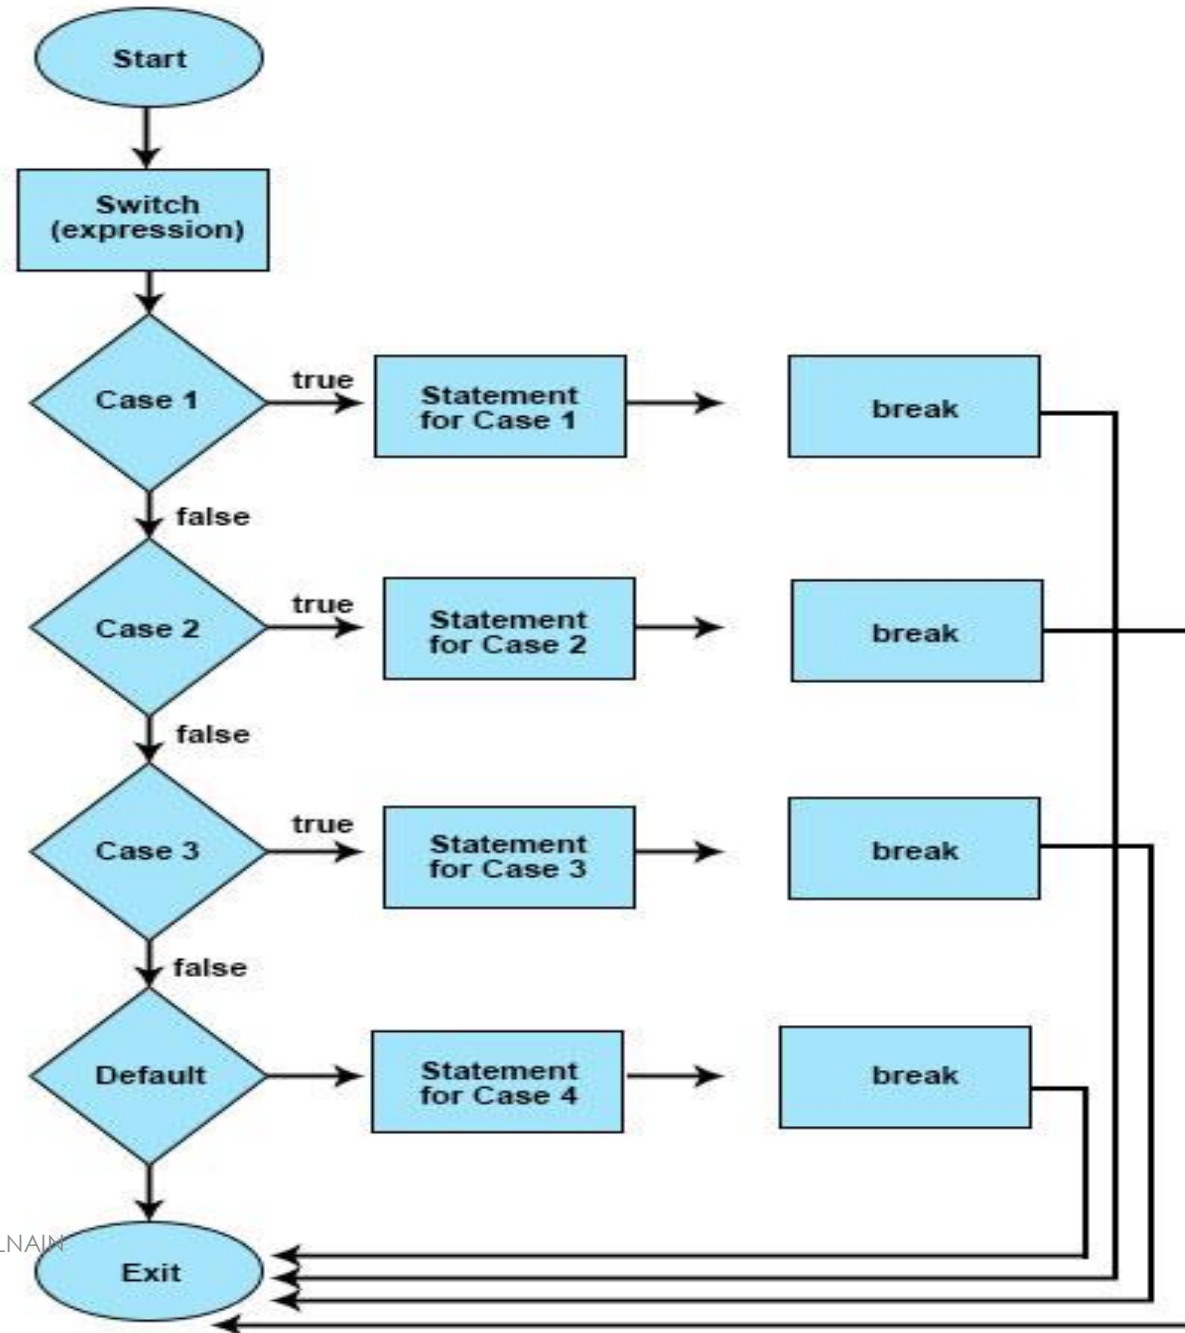 Start
Switch
(expression)
Case 1
true
Statement
for Case 1
break
false
Case 2
true
Statement
for Case 2
break
false
Case 3
true
Statement
for Case 3
break
false
Default
Statement
for Case 4
break
Exit